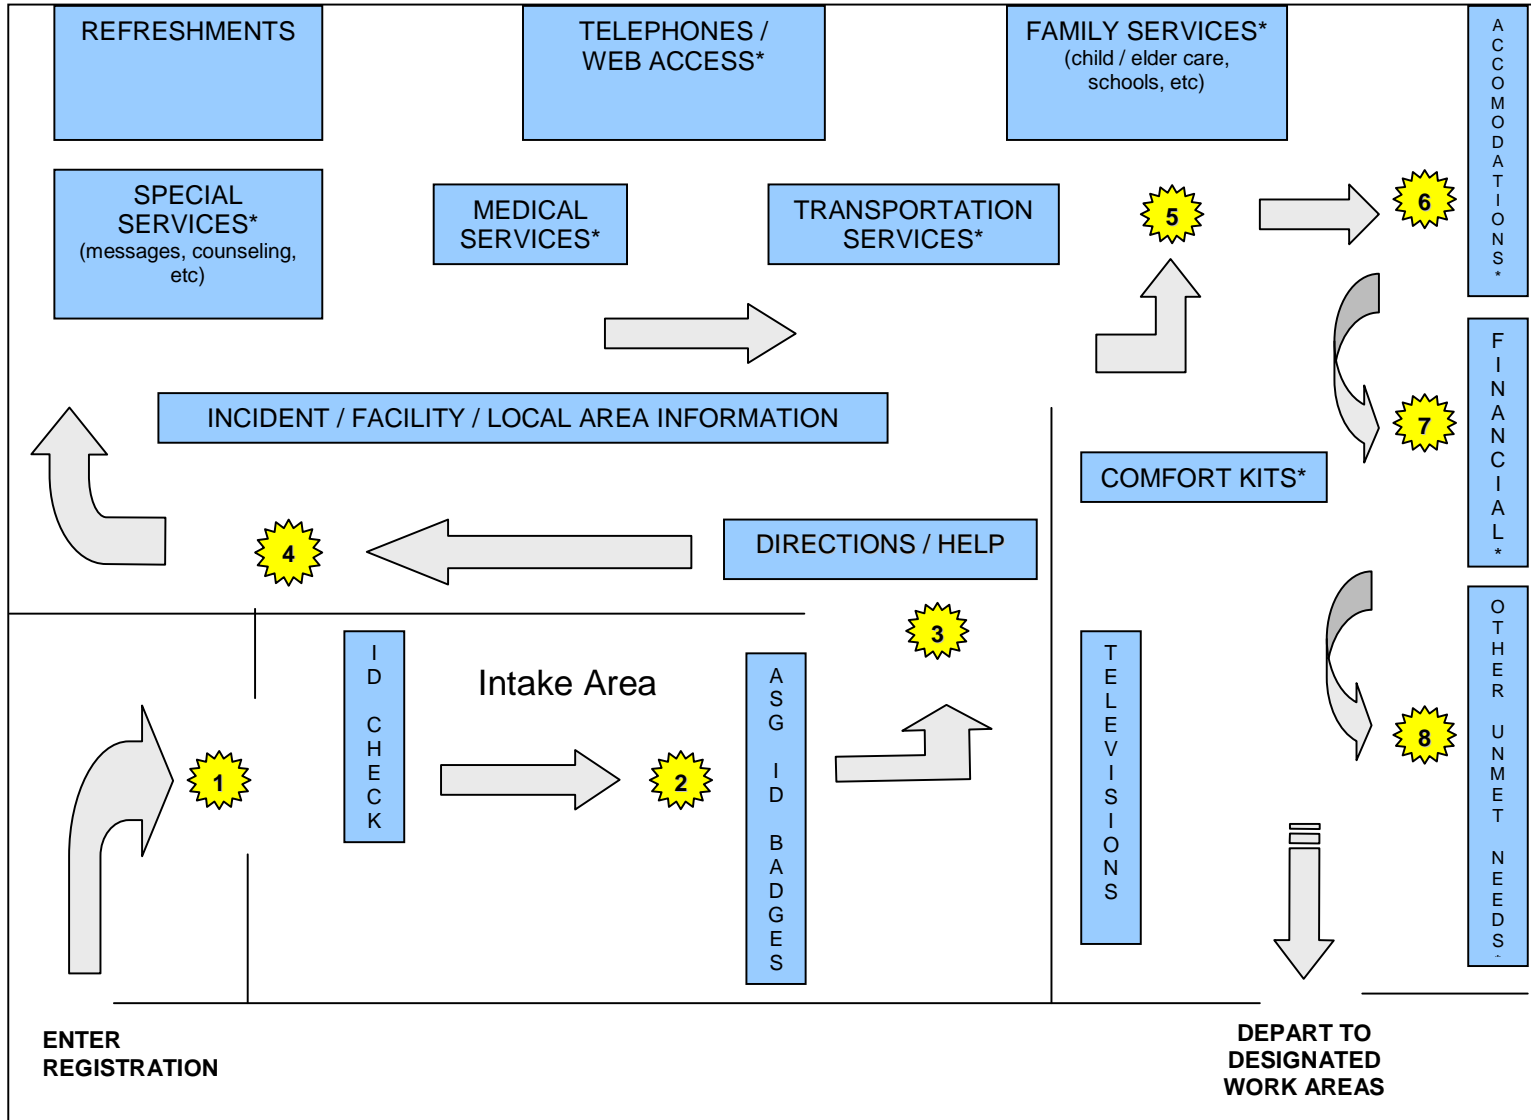 REFRESHMENTS
TELEPHONES /
WEB ACCESS*
FAMILY SERVICES*
(child / elder care,
schools, etc)
ACCOMODATIONS*
SPECIAL
SERVICES*
(messages, counseling,
etc)
MEDICAL
SERVICES*
TRANSPORTATION
SERVICES*
5
6
INCIDENT / FACILITY / LOCAL AREA INFORMATION
FINANCIAL*
7
COMFORT KITS*
4
DIRECTIONS / HELP
3
ID CHECK
Intake Area
ASG ID BADGES
TELEVISIONS
OTHER UNMET NEEDS*
1
2
8
ENTER
REGISTRATION
DEPART TO
DESIGNATED
WORK AREAS